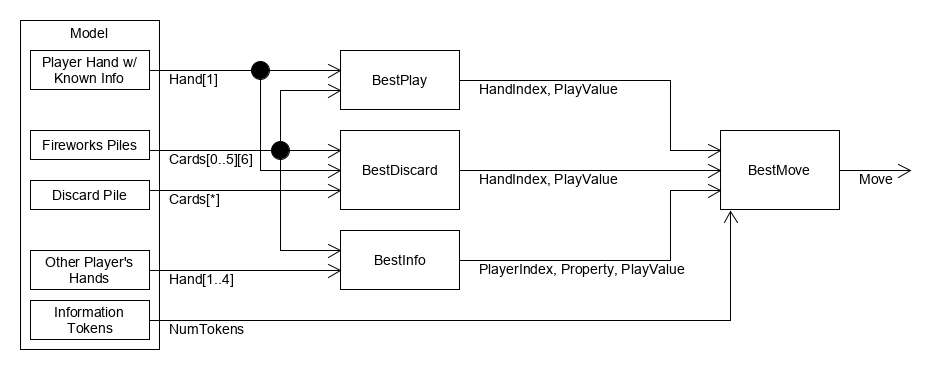 Model
Player Hand w/
Known Info
Hand[1]
BestPlay
HandIndex, PlayValue
Fireworks Piles
Cards[0..5][6]
BestDiscard
HandIndex, PlayValue
BestMove
Move
Discard Pile
Cards[*]
Other Player's
Hands
Hand[1..4]
BestInfo
PlayerIndex, Property, PlayValue
Information
Tokens
NumTokens